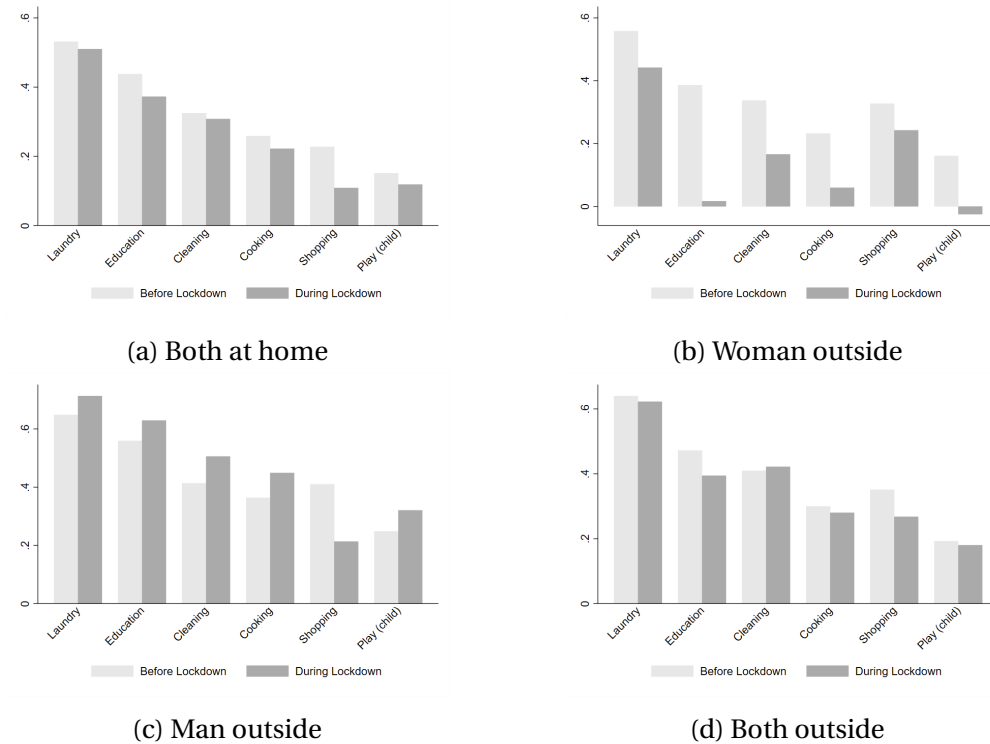 .6
.4
.2
0
Laundry
Education
Cleaning
Cooking
Shopping
Play (child)
Before Lockdown
During Lockdown
(a) Both at home
.6
.4
.2
0
Laundry
Education
Cleaning
Cooking
Shopping
Play (child)
Before Lockdown
During Lockdown
(b) Woman outside
.6
.4
.2
0
Laundry
Education
Cleaning
Cooking
Shopping
Play (child)
Before Lockdown
During Lockdown
(c) Man outside
.6
.4
.2
0
Laundry
Education
Cleaning
Cooking
Shopping
Play (child)
Before Lockdown
During Lockdown
(d) Both outside